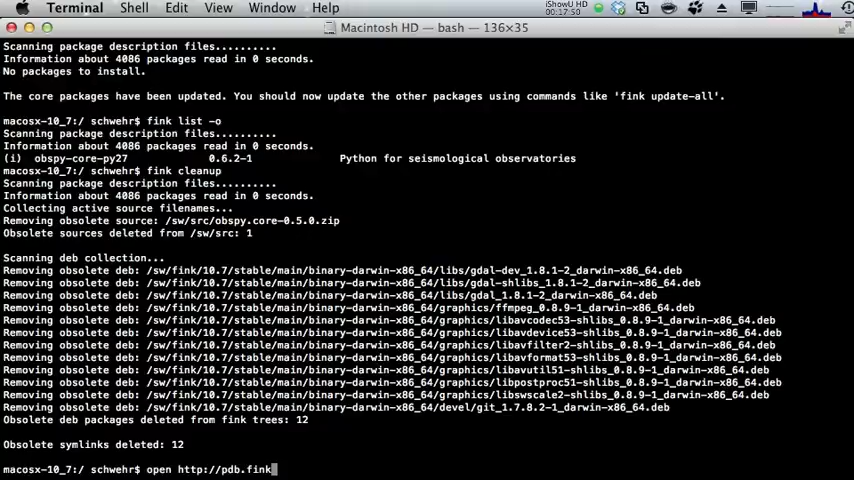 Terminal Shell Edit View Window Help
iShowU HD
00:17:50
Macintosh HD — bash — 136×35
Scanning package description files..........
Information about 4086 packages read in 0 seconds.
No packages to install.
The core packages have been updated. You should now update the other packages using commands like 'fink update-all'.
macosx-10_7:/ schwehr$ fink list -o
Scanning package description files..........
Information about 4086 packages read in 0 seconds.
(i) obspy-core-py27 0.6.2-1 Python for seismological observatories
macosx-10_7:/ schwehr$ fink cleanup
Scanning package description files..........
Information about 4086 packages read in 0 seconds.
Collecting active source filenames...
Removing obsolete source: /sw/src/obspy.core-0.5.0.zip
Obsolete sources deleted from /sw/src: 1
Scanning deb collection...
Removing obsolete deb: /sw/fink/10.7/stable/main/binary-darwin-x86_64/libs/gdal-dev_1.8.1-2_darwin-x86_64.deb
Removing obsolete deb: /sw/fink/10.7/stable/main/binary-darwin-x86_64/libs/gdal-shlibs_1.8.1-2_darwin-x86_64.deb
Removing obsolete deb: /sw/fink/10.7/stable/main/binary-darwin-x86_64/libs/gdal_1.8.1-2_darwin-x86_64.deb
Removing obsolete deb: /sw/fink/10.7/stable/main/binary-darwin-x86_64/graphics/ffmpeg_0.8.9-1_darwin-x86_64.deb
Removing obsolete deb: /sw/fink/10.7/stable/main/binary-darwin-x86_64/graphics/libavcodec53-shlibs_0.8.9-1_darwin-x86_64.deb
Removing obsolete deb: /sw/fink/10.7/stable/main/binary-darwin-x86_64/graphics/libavdevice53-shlibs_0.8.9-1_darwin-x86_64.deb
Removing obsolete deb: /sw/fink/10.7/stable/main/binary-darwin-x86_64/graphics/libavfilter2-shlibs_0.8.9-1_darwin-x86_64.deb
Removing obsolete deb: /sw/fink/10.7/stable/main/binary-darwin-x86_64/graphics/libavformat53-shlibs_0.8.9-1_darwin-x86_64.deb
Removing obsolete deb: /sw/fink/10.7/stable/main/binary-darwin-x86_64/graphics/libavutil51-shlibs_0.8.9-1_darwin-x86_64.deb
Removing obsolete deb: /sw/fink/10.7/stable/main/binary-darwin-x86_64/graphics/libpostproc51-shlibs_0.8.9-1_darwin-x86_64.deb
Removing obsolete deb: /sw/fink/10.7/stable/main/binary-darwin-x86_64/graphics/libswscale2-shlibs_0.8.9-1_darwin-x86_64.deb
Removing obsolete deb: /sw/fink/10.7/stable/main/binary-darwin-x86_64/devel/git_1.7.8.2-1_darwin-x86_64.deb
Obsolete deb packages deleted from fink trees: 12
Obsolete symlinks deleted: 12
macosx-10_7:/ schwehr$ open http://pdb.fink